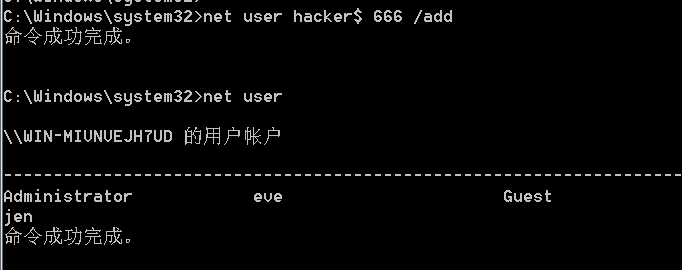 C:\Windows\system32>net user hacker$ 666 /add
命令成功完成。
C:\Windows\system32>net user
\\WIN-MIVNVEJH7UD 的用户帐户
-------------------------------------------------------------------------------
Administrator            eve                      Guest
jen
命令成功完成。